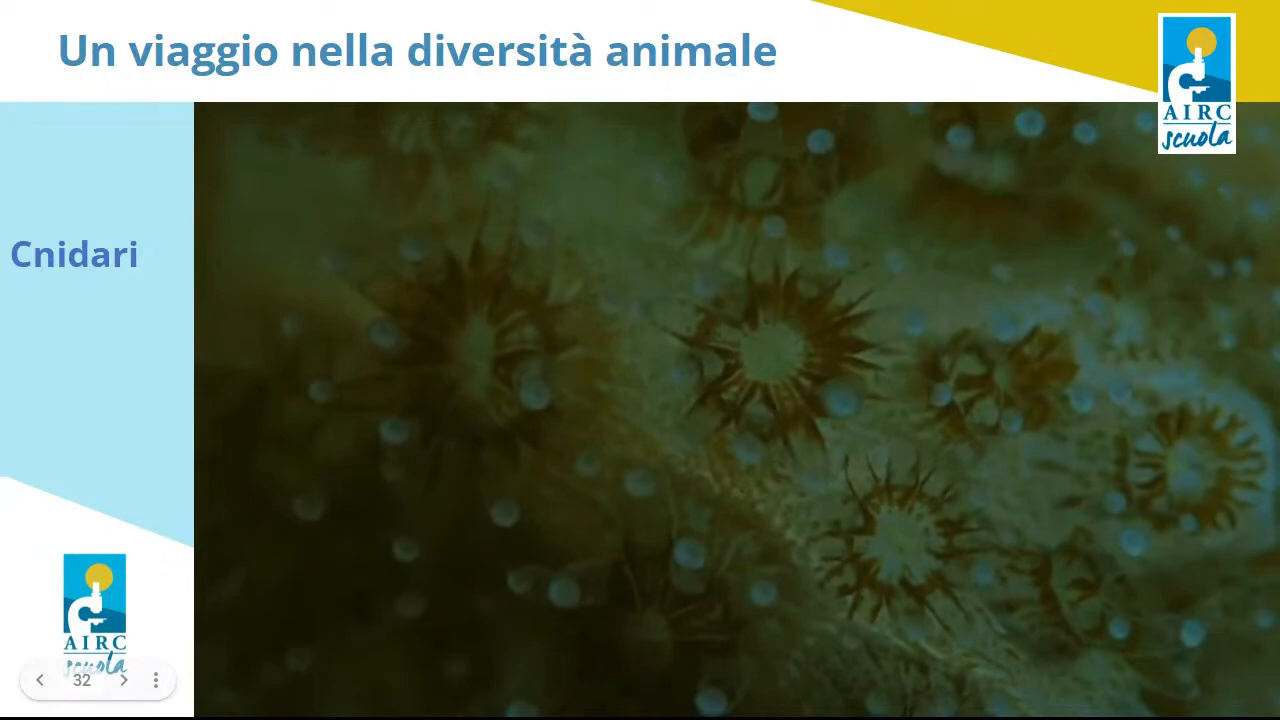 Un viaggio nella diversità animale
AIRC
scuola
Cnidari
AIRC
scuola
32